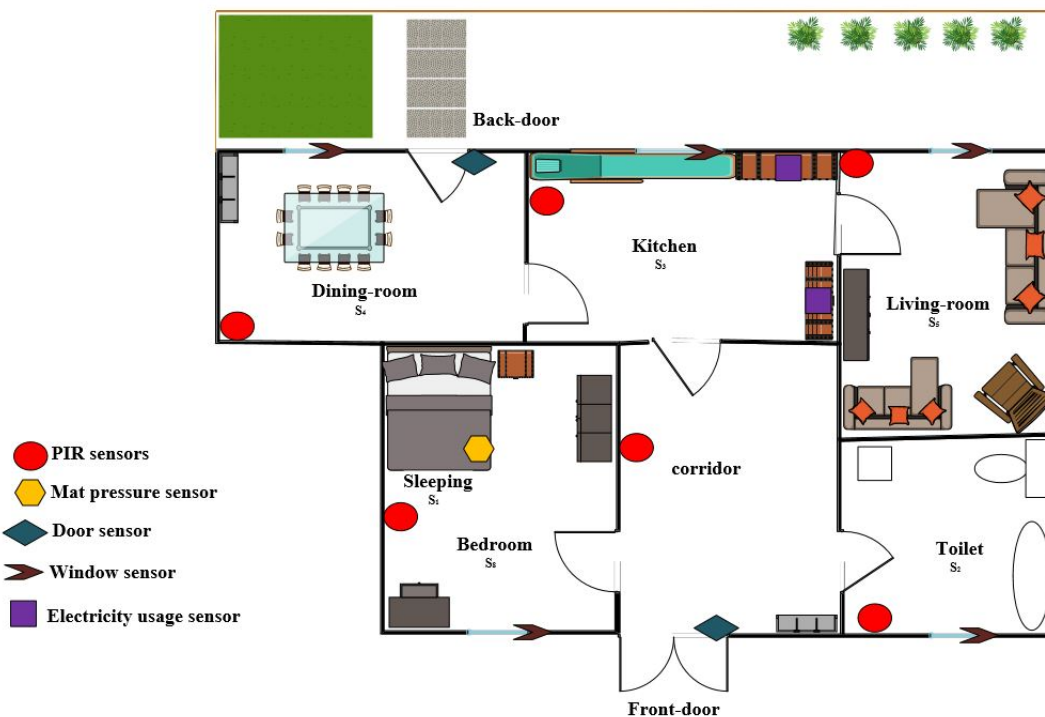 Back-door
Kitchen
S₃
Dining-room
S₄
Living-room
S₅
PIR sensors
Mat pressure sensor
Door sensor
Window sensor
Electricity usage sensor
Sleeping
S₁
corridor
Bedroom
S₈
Toilet
S₂
Front-door